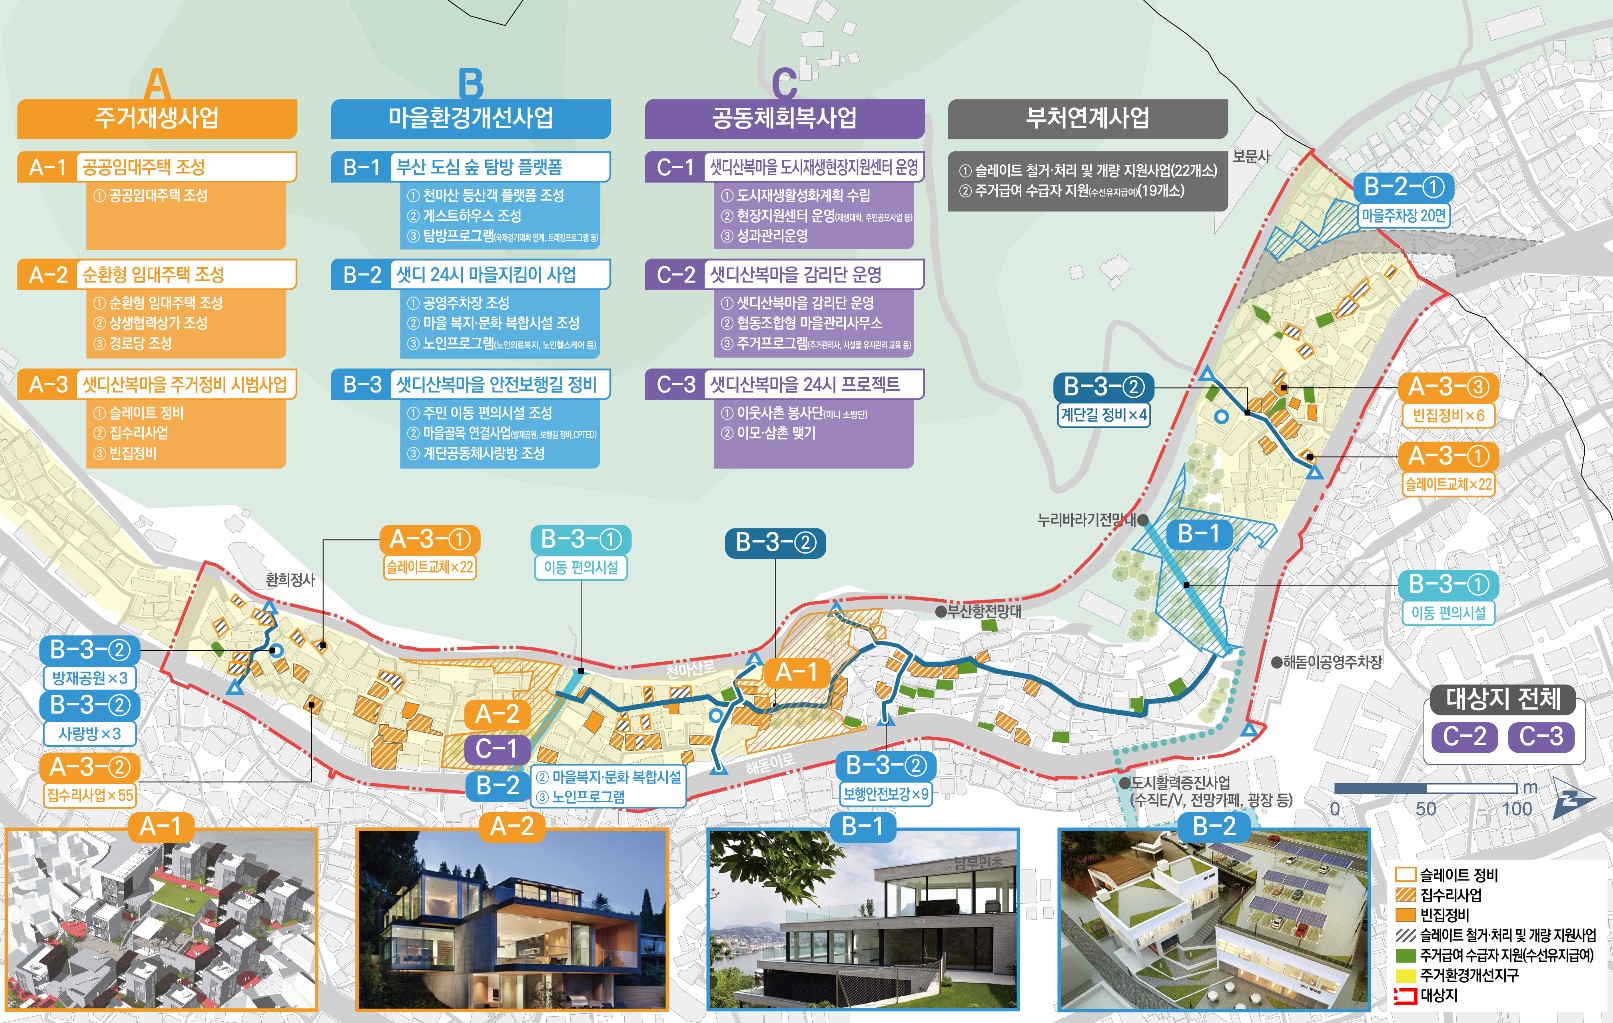 A
주거재생사업
A-1 공공임대주택 조성
① 공공임대주택 조성
A-2 순환형 임대주택 조성
① 순환형 임대주택 조성
② 상생협력상가 조성
③ 경로당 조성
A-3 샛디산복마을 주거정비 시범사업
① 슬레이트 정비
② 집수리사업
③ 빈집정비
B
마을환경개선사업
B-1 부산 도심 숲 탐방 플랫폼
① 천마산 등산객 플랫폼 조성
② 게스트하우스 조성
③ 탐방프로그램(국제걷기대회 연계, 트래킹프로그램 등)
B-2 샛디 24시 마을지킴이 사업
① 공영주차장 조성
② 마을 복지·문화 복합시설 조성
③ 노인프로그램(노인의료복지, 노인헬스케어 등)
B-3 샛디산복마을 안전보행길 정비
① 주민 이동 편의시설 조성
② 마을골목 연결사업(방재공원, 보행길 정비,CPTED)
③ 계단공동체사랑방 조성
C
공동체회복사업
C-1 샛디산복마을 도시재생현장지원센터 운영
① 도시재생활성화계획 수립
② 현장지원센터 운영(재생대학, 주민공모사업 등)
③ 성과관리운영
C-2 샛디산복마을 감리단 운영
① 샛디산복마을 감리단 운영
② 협동조합형 마을관리사무소
③ 주거프로그램(주거관리사, 시설물 유지관리 교육 등)
C-3 샛디산복마을 24시 프로젝트
① 이웃사촌 봉사단(미니 소방단)
② 이모·삼촌 맺기
부처연계사업
① 슬레이트 철거·처리 및 개량 지원사업(22개소)
② 주거급여 수급자 지원(수선유지급여)(19개소)
보문사
B-2-①
마을주차장 20면
B-3-②
계단길 정비×4
A-3-③
빈집정비×6
A-3-①
슬레이트교체×22
누리바라기전망대
B-1
B-3-①
이동 편의시설
A-3-①
슬레이트교체×22
B-3-①
이동 편의시설
B-3-②
환희정사
부산항전망대
해돋이공영주차장
천마산로
A-1
B-3-②
방재공원×3
B-3-②
사랑방×3
A-3-②
집수리사업×55
A-2
C-1
B-2
② 마을복지·문화 복합시설
③ 노인프로그램
해돋이로
B-3-②
보행안전보강×9
도시활력증진사업
(수직E/V, 전망카페, 광장 등)
대상지 전체
C-2 C-3
m
0 50 100
Z
A-1
A-2
B-1
B-2
남부민초
슬레이트 정비
집수리사업
빈집정비
슬레이트 철거·처리 및 개량 지원사업
주거급여 수급자 지원(수선유지급여)
주거환경개선지구
대상지